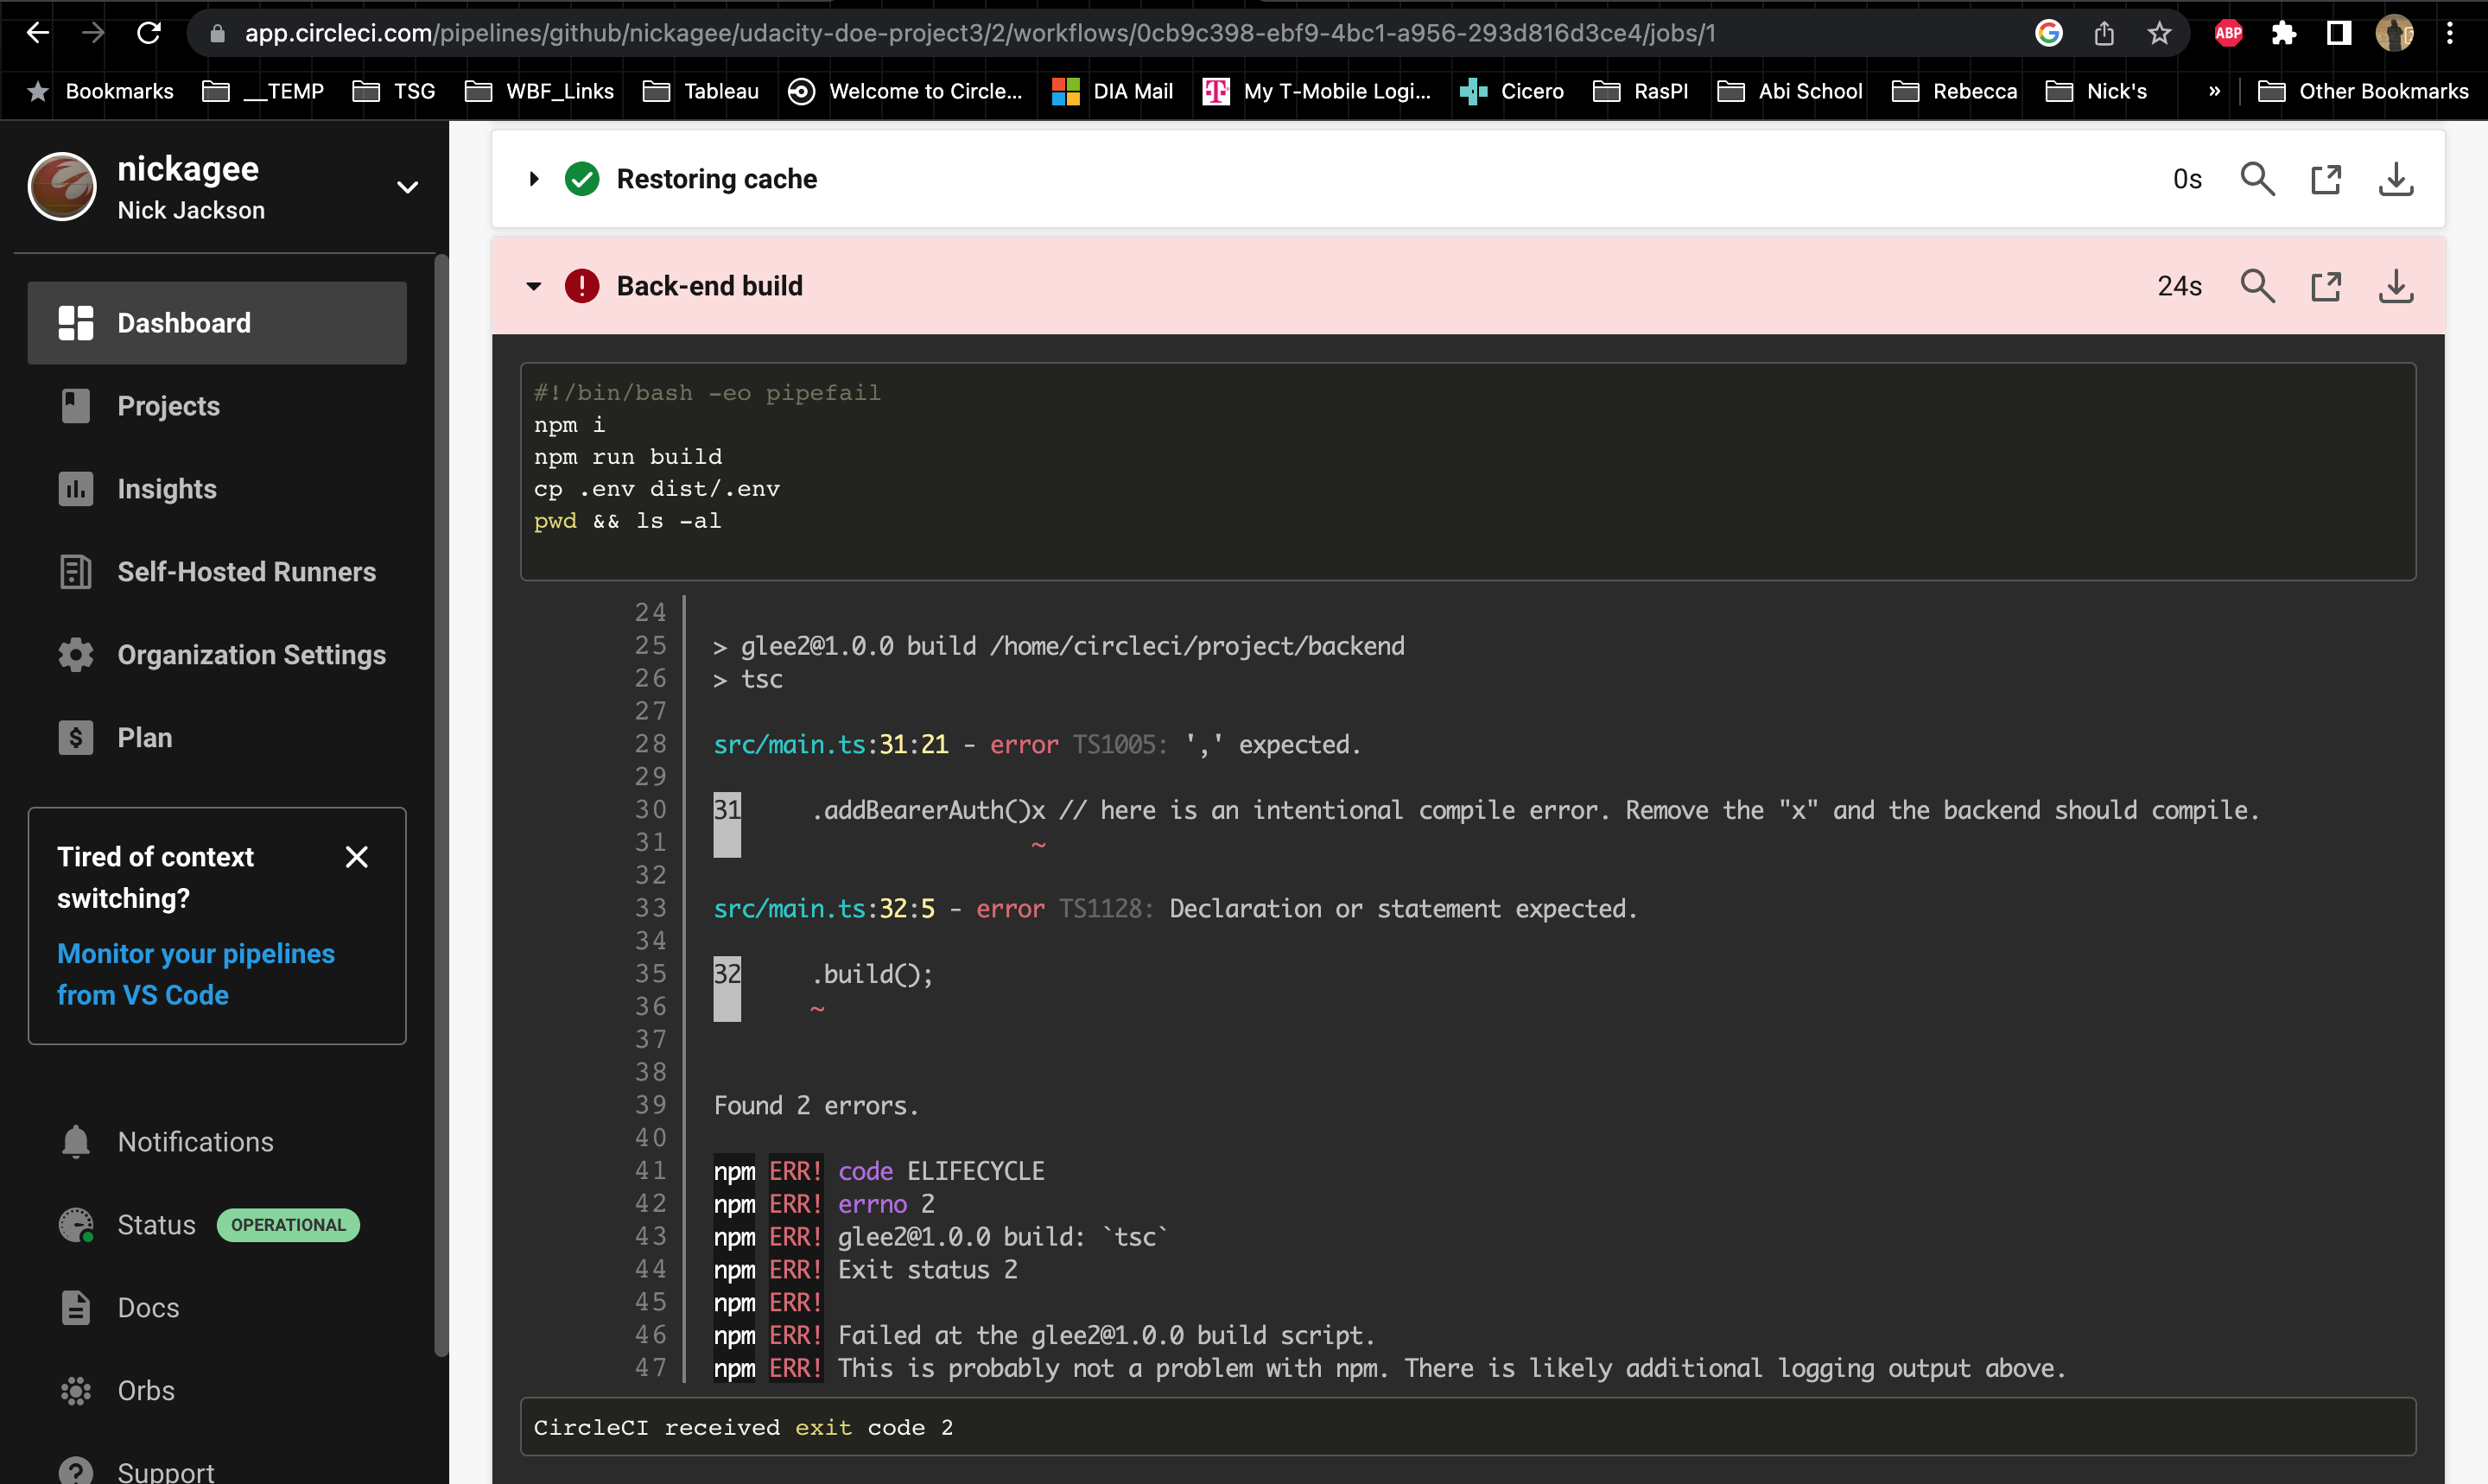 app.circleci.com/pipelines/github/nickagee/udacity-doe-project3/2/workflows/0cb9c398-ebf9-4bc1-a956-293d816d3ce4/jobs/1
ABP
Bookmarks __TEMP TSG WBF_Links Tableau Welcome to Circle... DIA Mail My T-Mobile Logi... Cicero RasPI Abi School Rebecca Nick's » Other Bookmarks
nickagee
Nick Jackson
Dashboard
Projects
Insights
Self-Hosted Runners
Organization Settings
Plan
Tired of context
switching?
Monitor your pipelines
from VS Code
Notifications
Status OPERATIONAL
Docs
Orbs
Support
Restoring cache 0s
Back-end build 24s
#!/bin/bash -eo pipefail
npm i
npm run build
cp .env dist/.env
pwd && ls -al
24
25 > glee2@1.0.0 build /home/circleci/project/backend
26 > tsc
27
28 src/main.ts:31:21 - error TS1005: ',' expected.
29
30 31 .addBearerAuth()x // here is an intentional compile error. Remove the "x" and the backend should compile.
31 ~
32
33 src/main.ts:32:5 - error TS1128: Declaration or statement expected.
34
35 32 .build();
36 ~
37
38
39 Found 2 errors.
40
41 npm ERR! code ELIFECYCLE
42 npm ERR! errno 2
43 npm ERR! glee2@1.0.0 build: `tsc`
44 npm ERR! Exit status 2
45 npm ERR!
46 npm ERR! Failed at the glee2@1.0.0 build script.
47 npm ERR! This is probably not a problem with npm. There is likely additional logging output above.
CircleCI received exit code 2